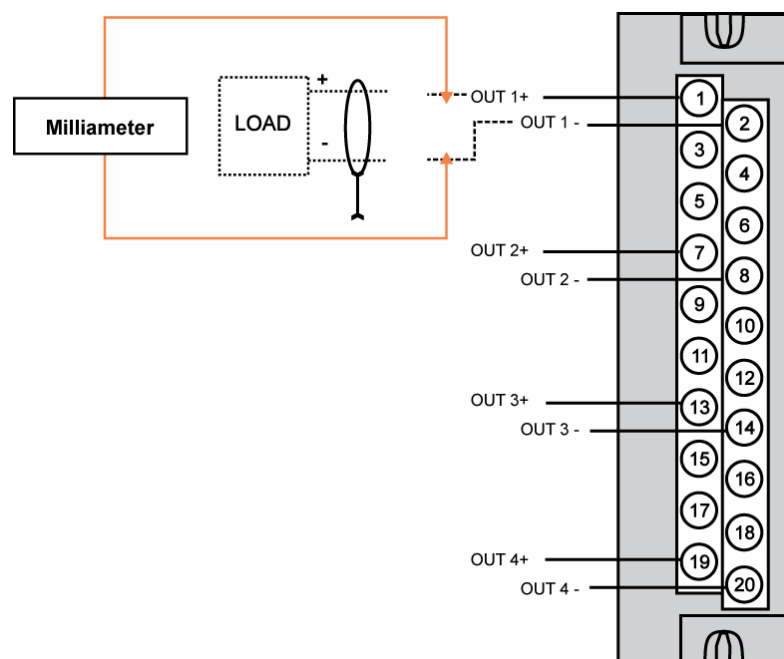 Milliameter
LOAD
+
-
OUT 1+
OUT 1 -
OUT 2+
OUT 2 -
OUT 3+
OUT 3 -
OUT 4+
OUT 4 -
1
2
3
4
5
6
7
8
9
10
11
12
13
14
15
16
17
18
19
20